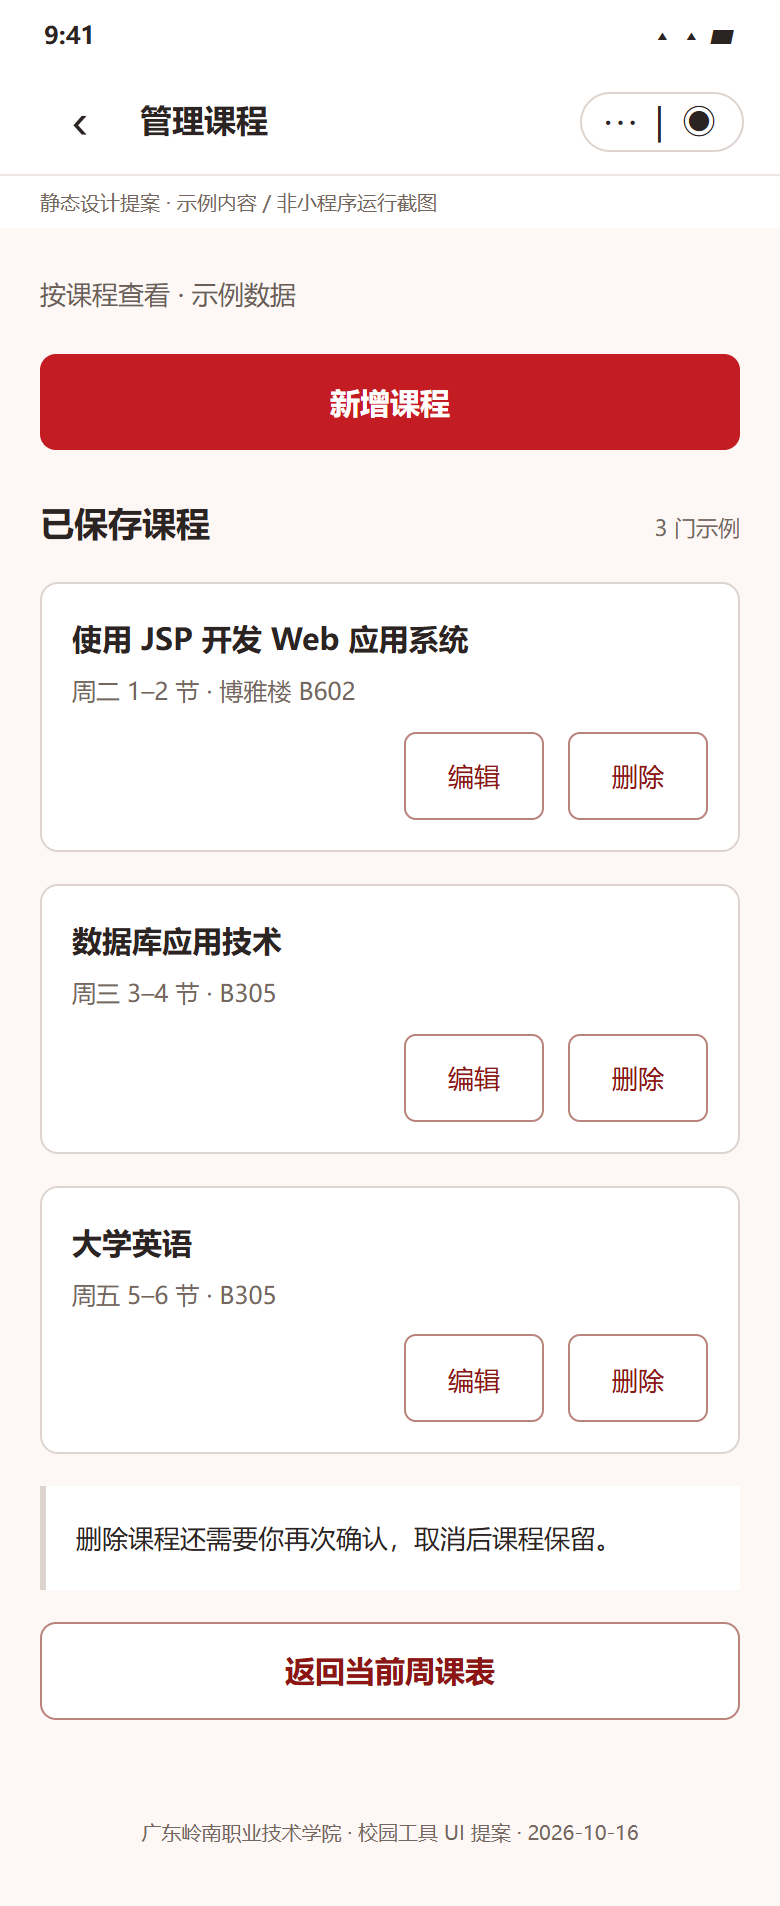 9:41
管理课程
静态设计提案 · 示例内容 / 非小程序运行截图
按课程查看 · 示例数据
新增课程
已保存课程
3 门示例
使用 JSP 开发 Web 应用系统
周二 1–2 节 · 博雅楼 B602
编辑
删除
数据库应用技术
周三 3–4 节 · B305
编辑
删除
大学英语
周五 5–6 节 · B305
编辑
删除
删除课程还需要你再次确认，取消后课程保留。
返回当前周课表
广东岭南职业技术学院 · 校园工具 UI 提案 · 2026-10-16